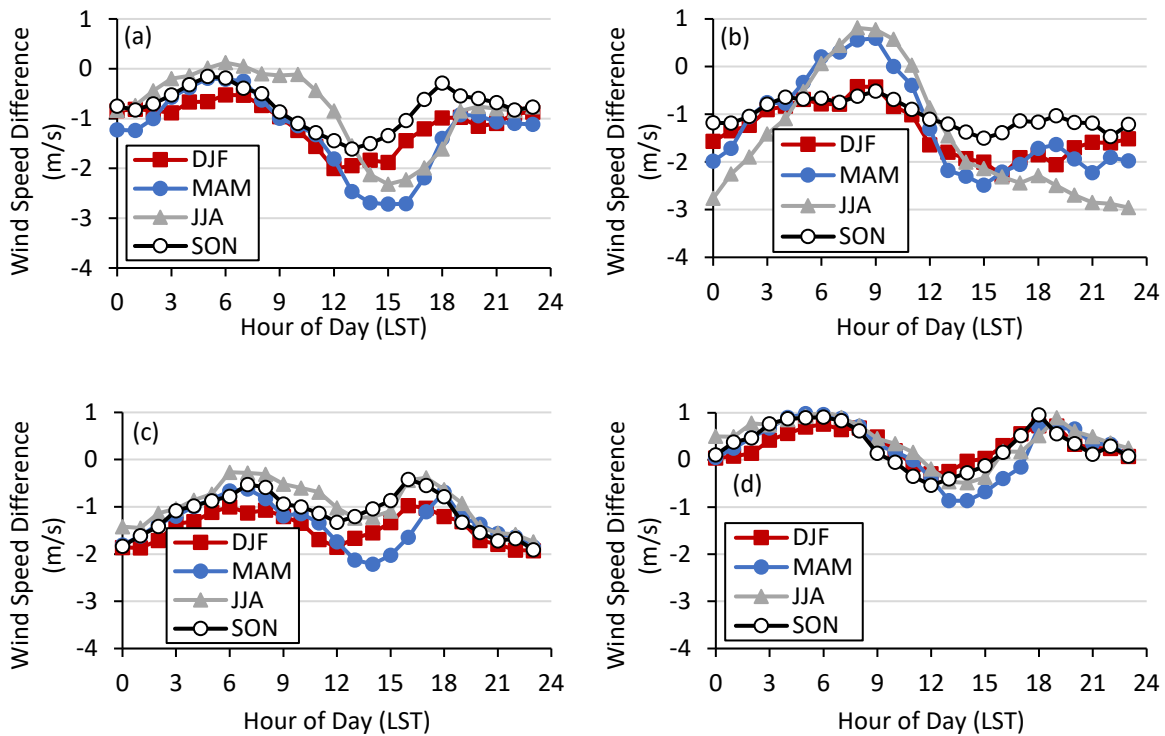 (a)
Wind Speed Difference
(m/s)
1
0
-1
-2
-3
-4
DJF
MAM
JJA
SON
0 3 6 9 12 15 18 21 24
Hour of Day (LST)
(b)
Wind Speed Difference
(m/s)
1
0
-1
-2
-3
-4
DJF
MAM
JJA
SON
0 3 6 9 12 15 18 21 24
Hour of Day (LST)
(c)
Wind Speed Difference
(m/s)
1
0
-1
-2
-3
-4
DJF
MAM
JJA
SON
0 3 6 9 12 15 18 21 24
Hour of Day (LST)
(d)
Wind Speed Difference
(m/s)
1
0
-1
-2
-3
-4
DJF
MAM
JJA
SON
0 3 6 9 12 15 18 21 24
Hour of Day (LST)